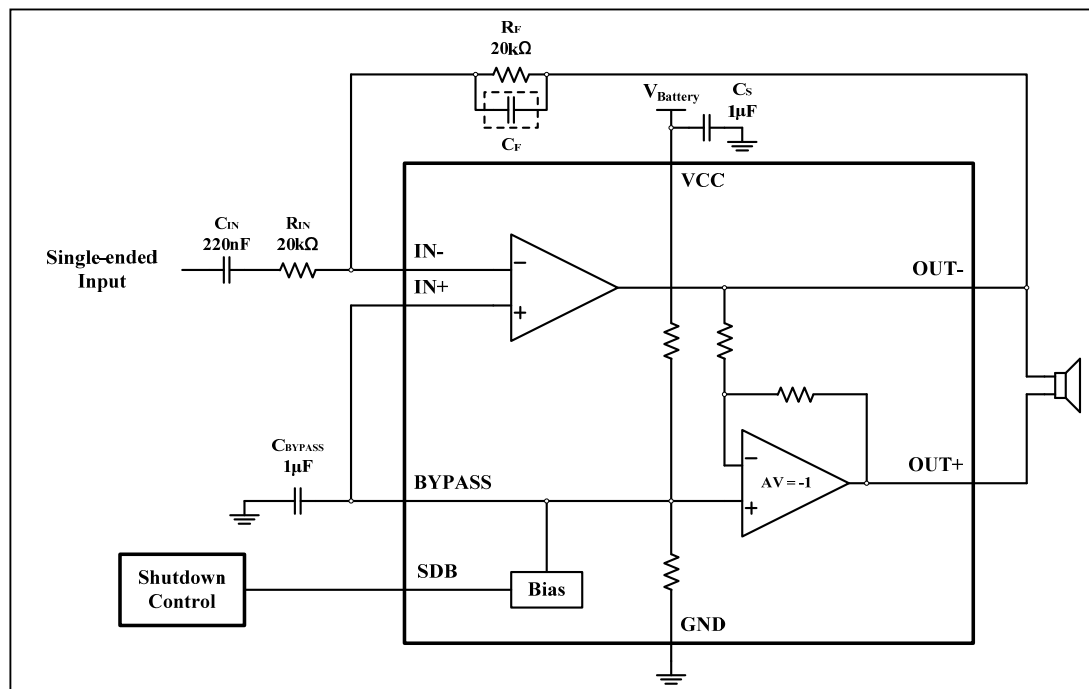 RF
20kΩ
CF
VBattery
CS
1μF
VCC
CIN
220nF
RIN
20kΩ
Single-ended
Input
IN-
IN+
−
+
OUT-
CBYPASS
1μF
BYPASS
−
AV = -1
+
OUT+
Shutdown
Control
SDB
Bias
GND